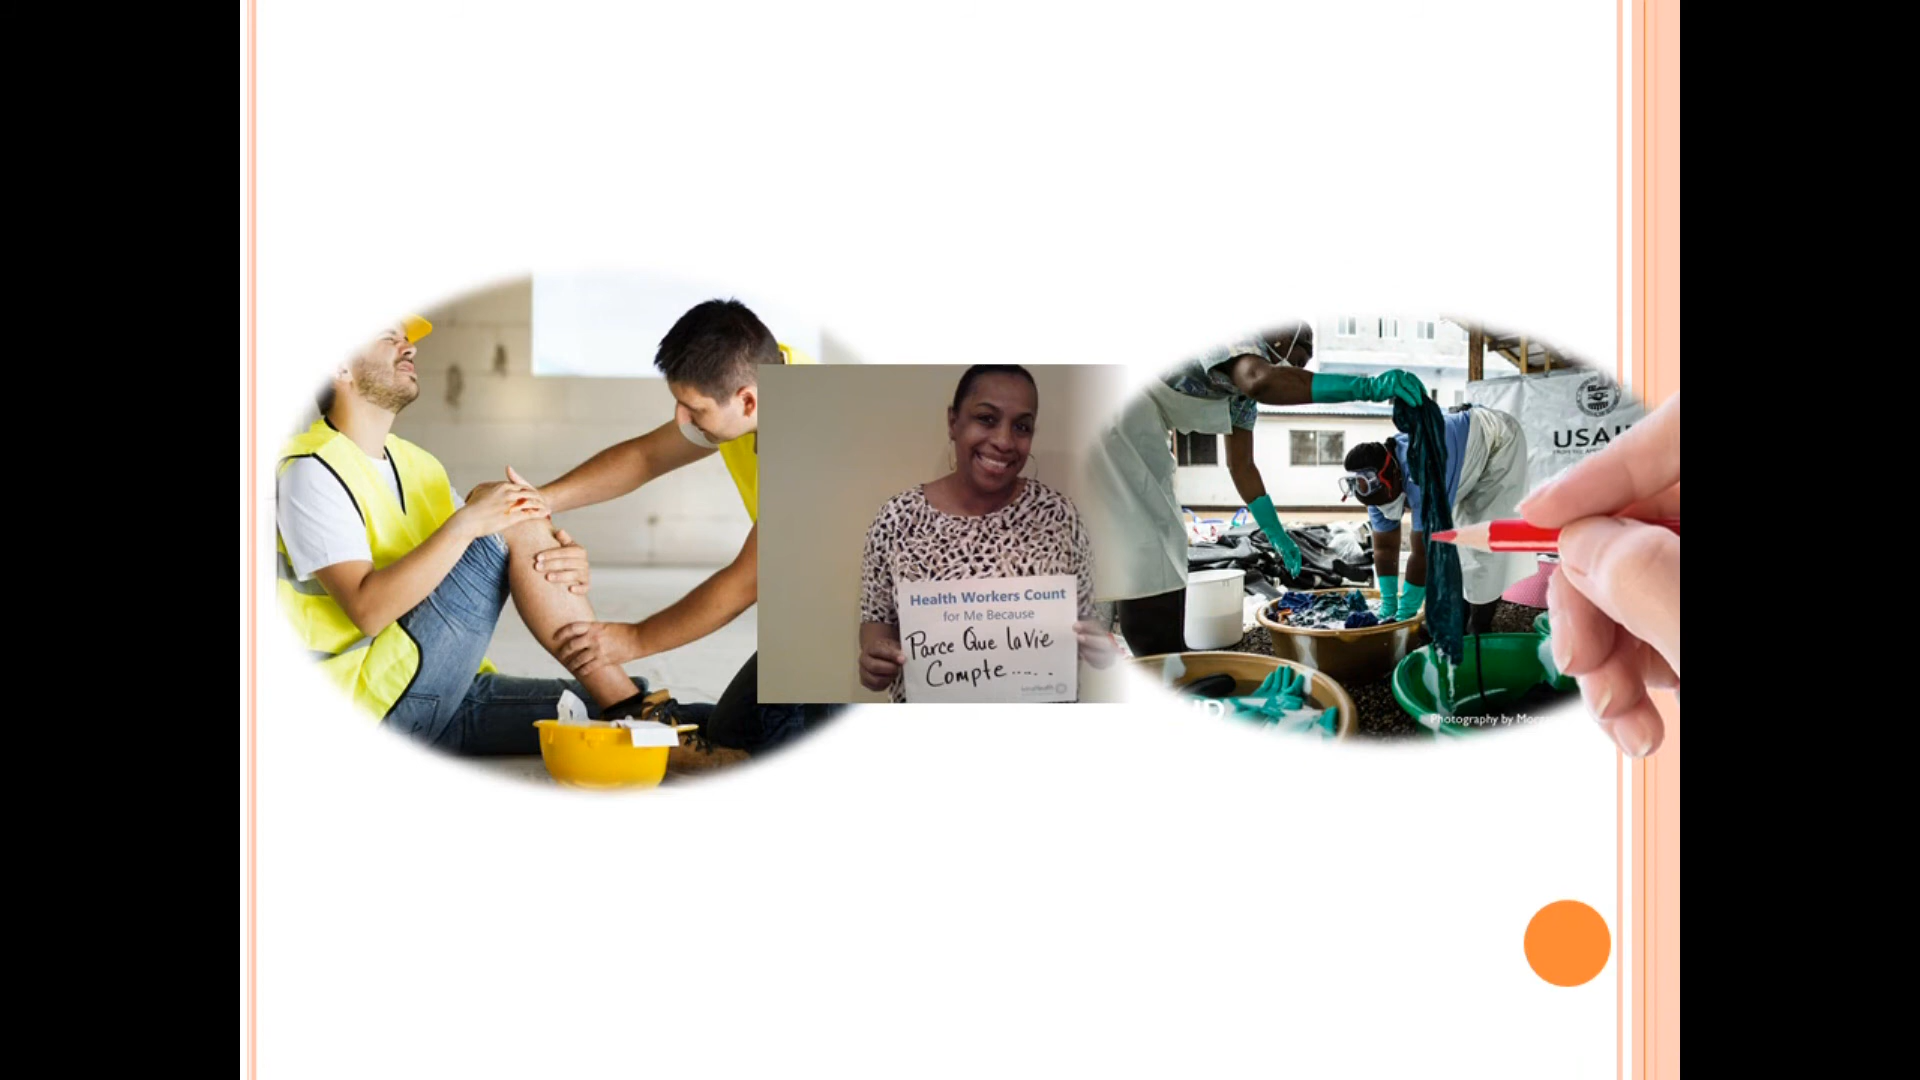 Health Workers Count
for Me Because
Parce Que la Vie
Compte.....
USAI
Photography by